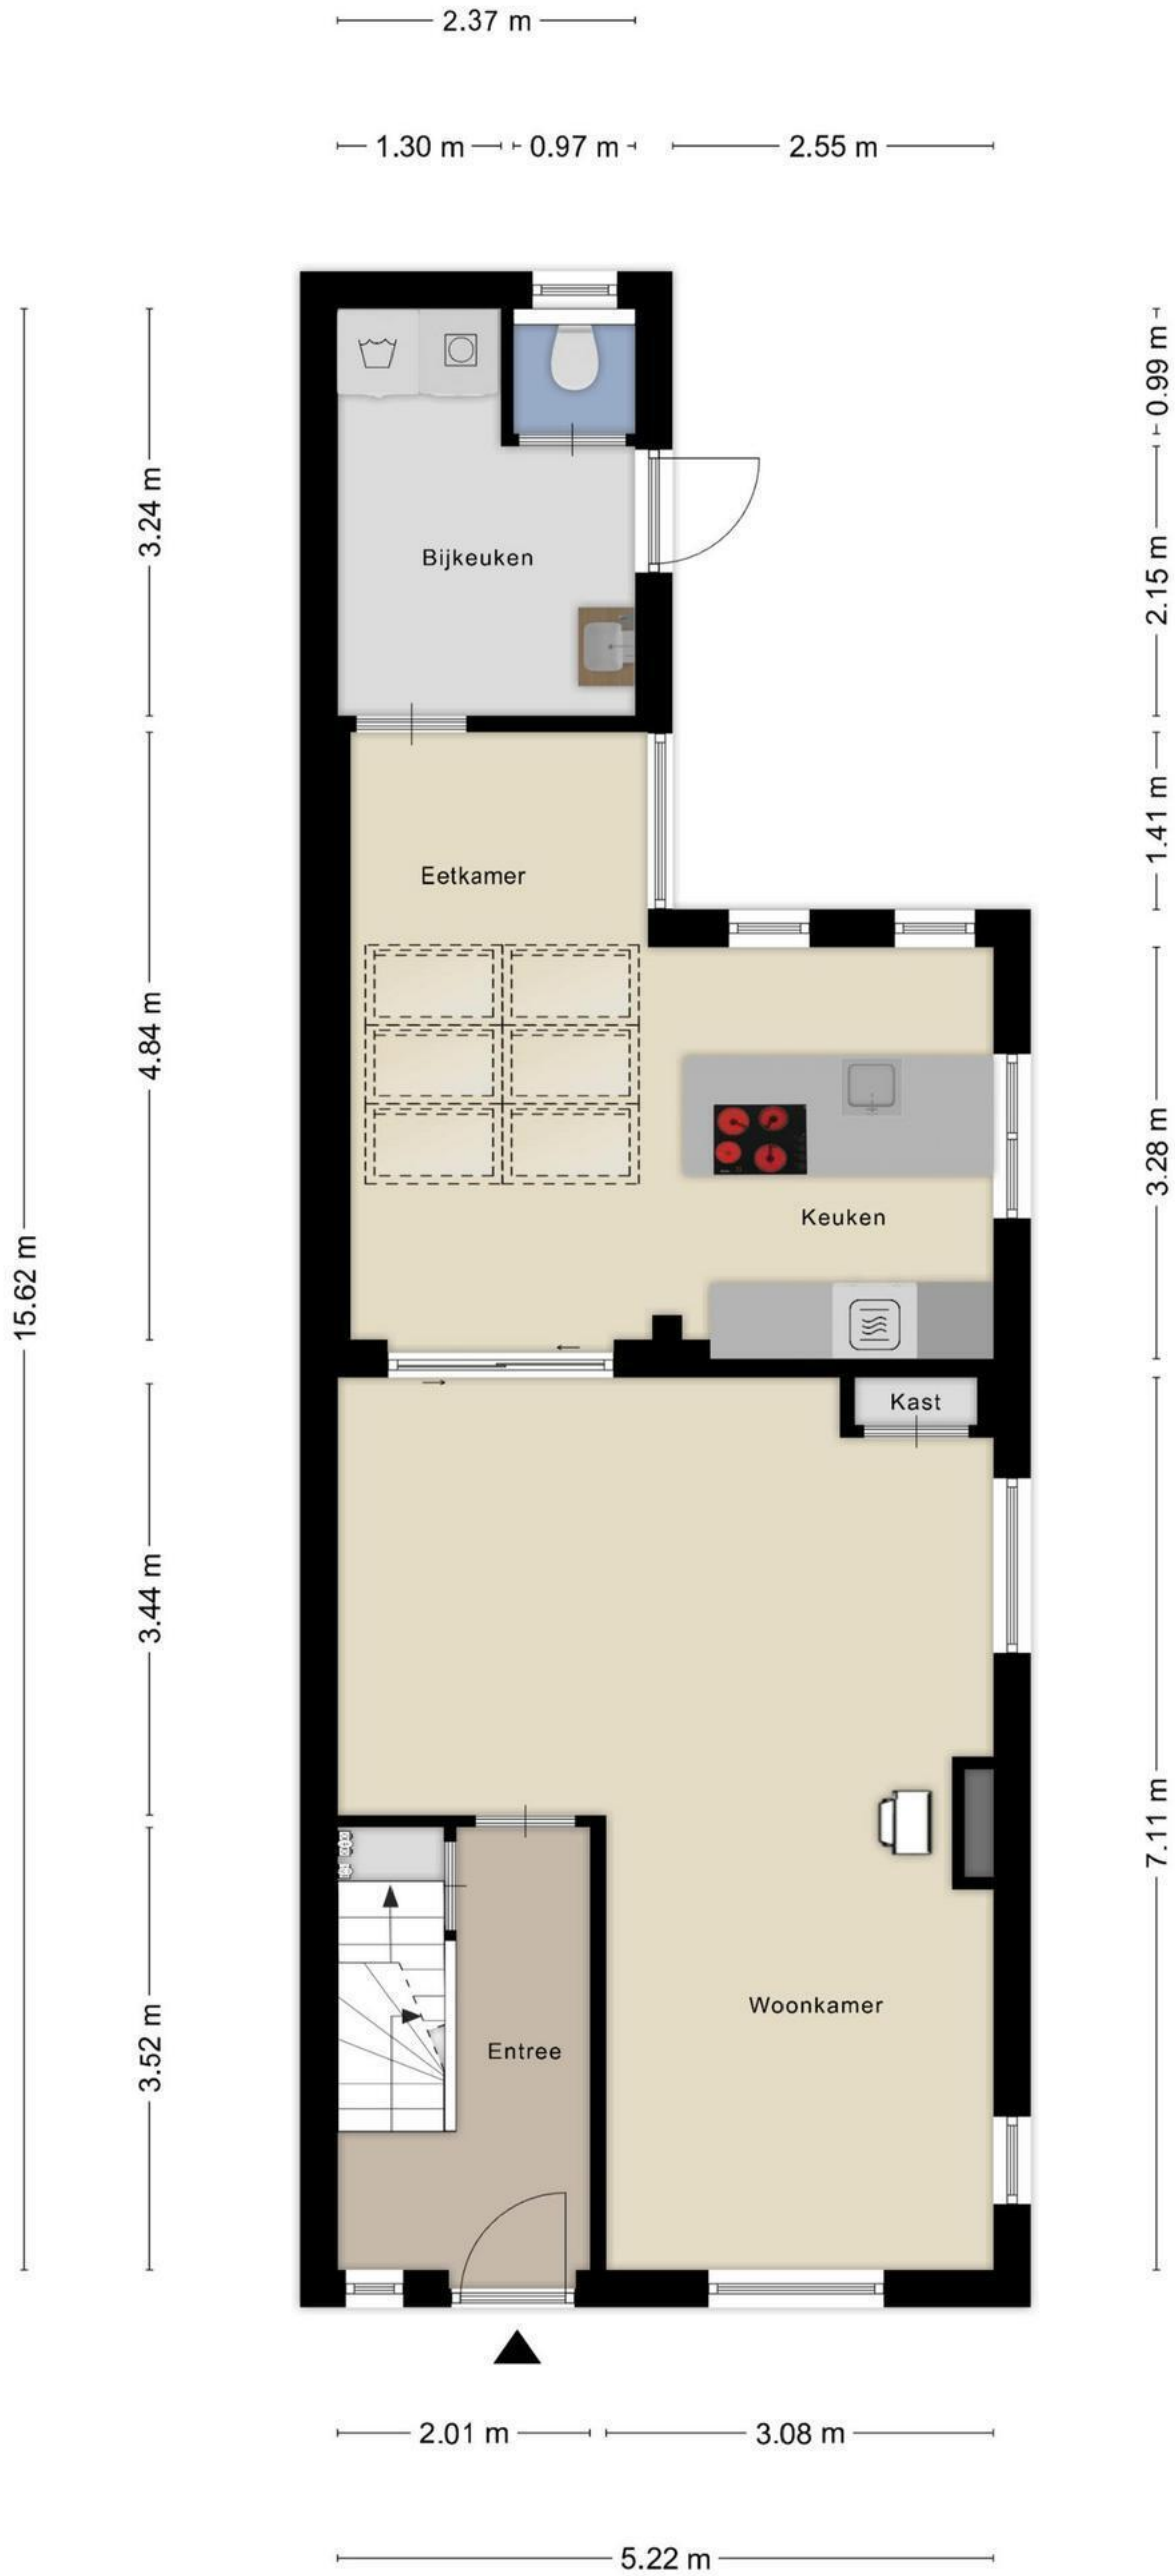 2.37 m
1.30 m
0.97 m
2.55 m
0.99 m
3.24 m
2.15 m
Bijkeuken
1.41 m
Eetkamer
4.84 m
3.28 m
Keuken
15.62 m
Kast
3.44 m
7.11 m
Woonkamer
3.52 m
Entree
2.01 m
3.08 m
5.22 m